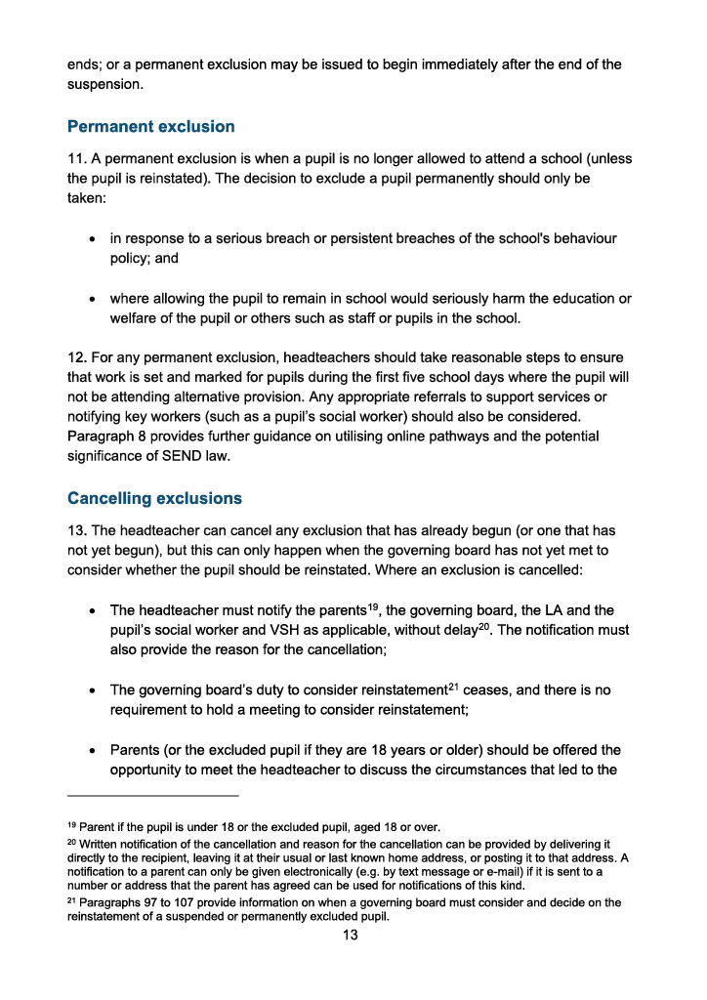 ends; or a permanent exclusion may be issued to begin immediately after the end of the
suspension.
Permanent exclusion
11. A permanent exclusion is when a pupil is no longer allowed to attend a school (unless
the pupil is reinstated). The decision to exclude a pupil permanently should only be
taken:
• in response to a serious breach or persistent breaches of the school's behaviour
policy; and
• where allowing the pupil to remain in school would seriously harm the education or
welfare of the pupil or others such as staff or pupils in the school.
12. For any permanent exclusion, headteachers should take reasonable steps to ensure
that work is set and marked for pupils during the first five school days where the pupil will
not be attending alternative provision. Any appropriate referrals to support services or
notifying key workers (such as a pupil's social worker) should also be considered.
Paragraph 8 provides further guidance on utilising online pathways and the potential
significance of SEND law.
Cancelling exclusions
13. The headteacher can cancel any exclusion that has already begun (or one that has
not yet begun), but this can only happen when the governing board has not yet met to
consider whether the pupil should be reinstated. Where an exclusion is cancelled:
• The headteacher must notify the parents¹⁹, the governing board, the LA and the
pupil's social worker and VSH as applicable, without delay²⁰. The notification must
also provide the reason for the cancellation;
• The governing board's duty to consider reinstatement²¹ ceases, and there is no
requirement to hold a meeting to consider reinstatement;
• Parents (or the excluded pupil if they are 18 years or older) should be offered the
opportunity to meet the headteacher to discuss the circumstances that led to the
¹⁹ Parent if the pupil is under 18 or the excluded pupil, aged 18 or over.
²⁰ Written notification of the cancellation and reason for the cancellation can be provided by delivering it
directly to the recipient, leaving it at their usual or last known home address, or posting it to that address. A
notification to a parent can only be given electronically (e.g. by text message or e-mail) if it is sent to a
number or address that the parent has agreed can be used for notifications of this kind.
²¹ Paragraphs 97 to 107 provide information on when a governing board must consider and decide on the
reinstatement of a suspended or permanently excluded pupil.
13